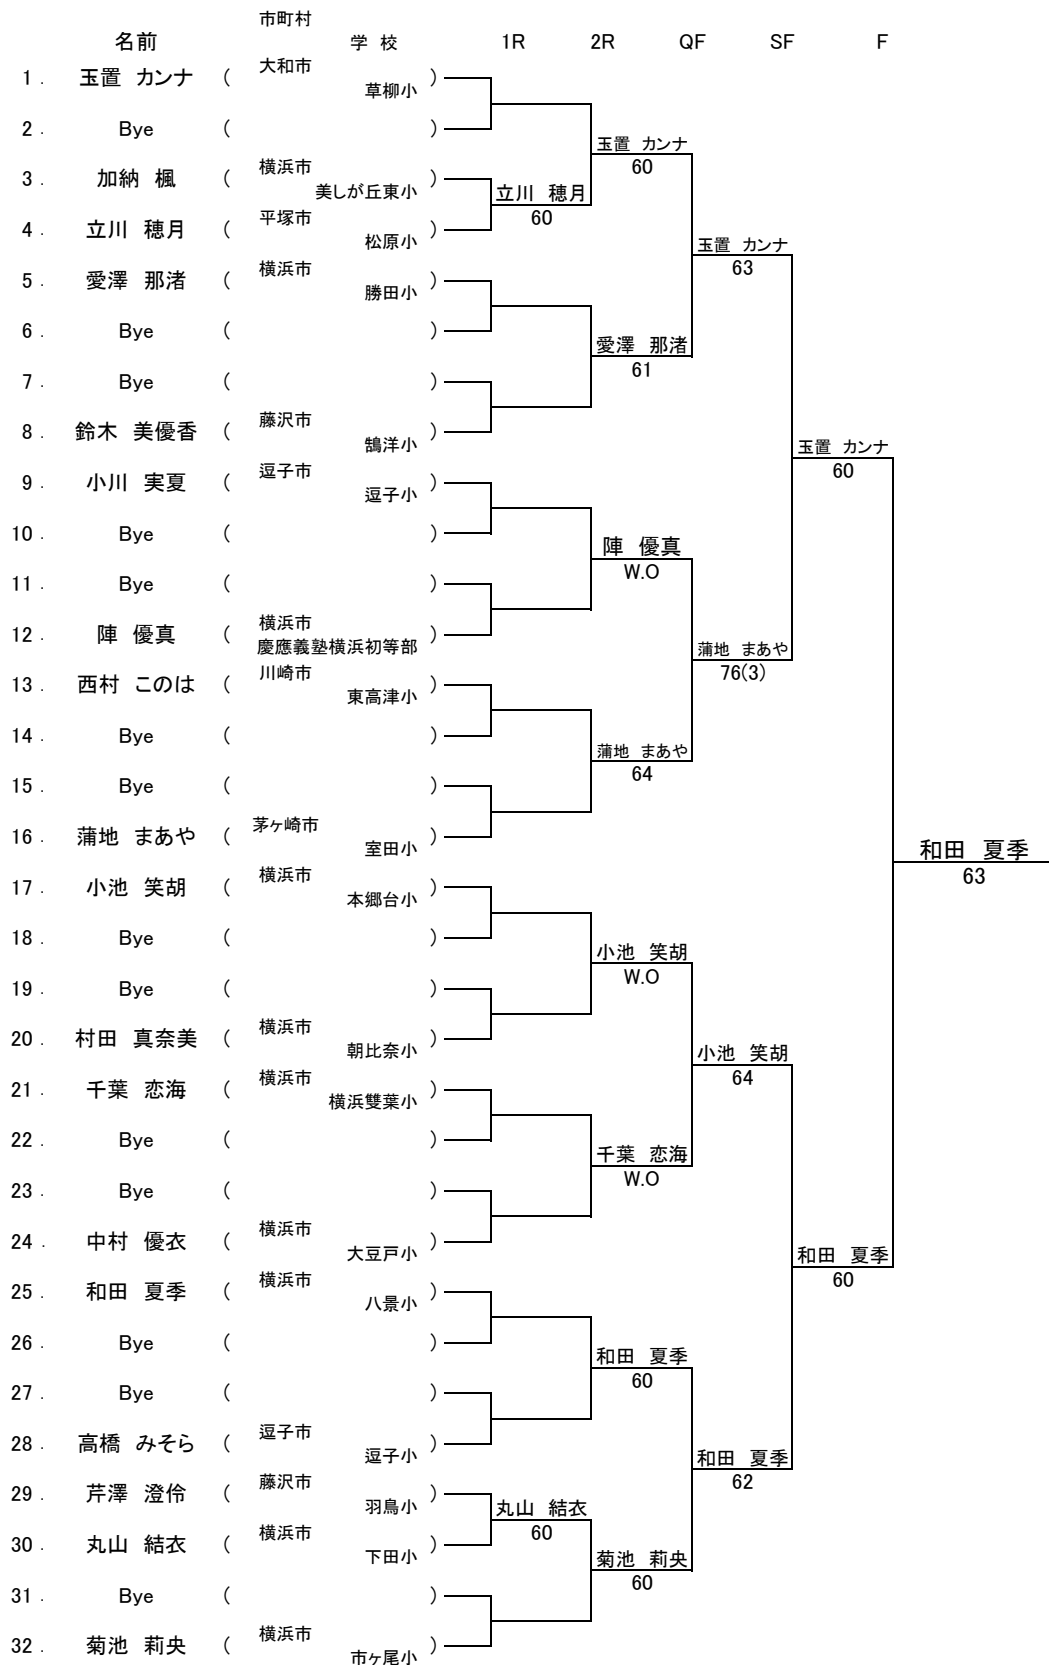 市町村
名前 学 校 1R 2R QF SF F
大和市
1 . 玉置 カンナ ( 草柳小 )
2 . Bye ( )
玉置 カンナ
60
横浜市
3 . 加納 楓 ( 美しが丘東小 )
立川 穂月
60
平塚市
4 . 立川 穂月 ( 松原小 )
玉置 カンナ
63
横浜市
5 . 愛澤 那渚 ( 勝田小 )
6 . Bye ( )
愛澤 那渚
61
7 . Bye ( )
藤沢市
8 . 鈴木 美優香 ( 鵠洋小 )
玉置 カンナ
60
逗子市
9 . 小川 実夏 ( 逗子小 )
10 . Bye ( )
陣 優真
W.O
11 . Bye ( )
横浜市
12 . 陣 優真 ( 慶應義塾横浜初等部 )
蒲地 まあや
76(3)
川崎市
13 . 西村 このは ( 東高津小 )
14 . Bye ( )
蒲地 まあや
64
15 . Bye ( )
茅ヶ崎市
16 . 蒲地 まあや ( 室田小 )
和田 夏季
63
横浜市
17 . 小池 笑胡 ( 本郷台小 )
18 . Bye ( )
小池 笑胡
W.O
19 . Bye ( )
横浜市
20 . 村田 真奈美 ( 朝比奈小 )
小池 笑胡
64
横浜市
21 . 千葉 恋海 ( 横浜雙葉小 )
22 . Bye ( )
千葉 恋海
W.O
23 . Bye ( )
横浜市
24 . 中村 優衣 ( 大豆戸小 )
和田 夏季
60
横浜市
25 . 和田 夏季 ( 八景小 )
26 . Bye ( )
和田 夏季
60
27 . Bye ( )
逗子市
28 . 高橋 みそら ( 逗子小 )
和田 夏季
62
藤沢市
29 . 芹澤 澄伶 ( 羽鳥小 )
丸山 結衣
60
横浜市
30 . 丸山 結衣 ( 下田小 )
菊池 莉央
60
31 . Bye ( )
横浜市
32 . 菊池 莉央 ( 市ヶ尾小 )